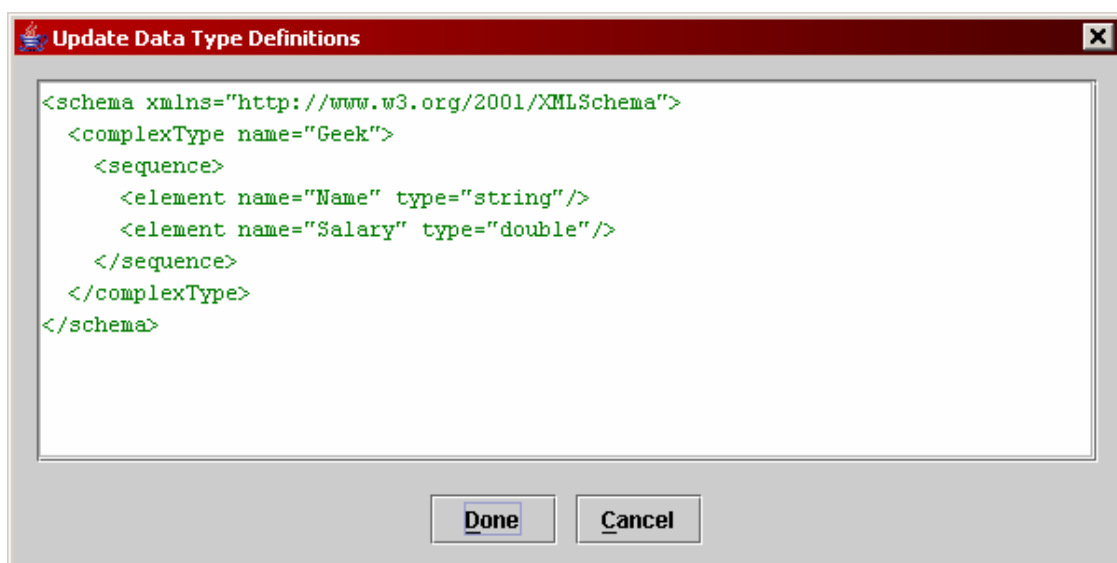 Update Data Type Definitions
<schema xmlns="http://www.w3.org/2001/XMLSchema">
  <complexType name="Geek">
    <sequence>
      <element name="Name" type="string"/>
      <element name="Salary" type="double"/>
    </sequence>
  </complexType>
</schema>
Done Cancel